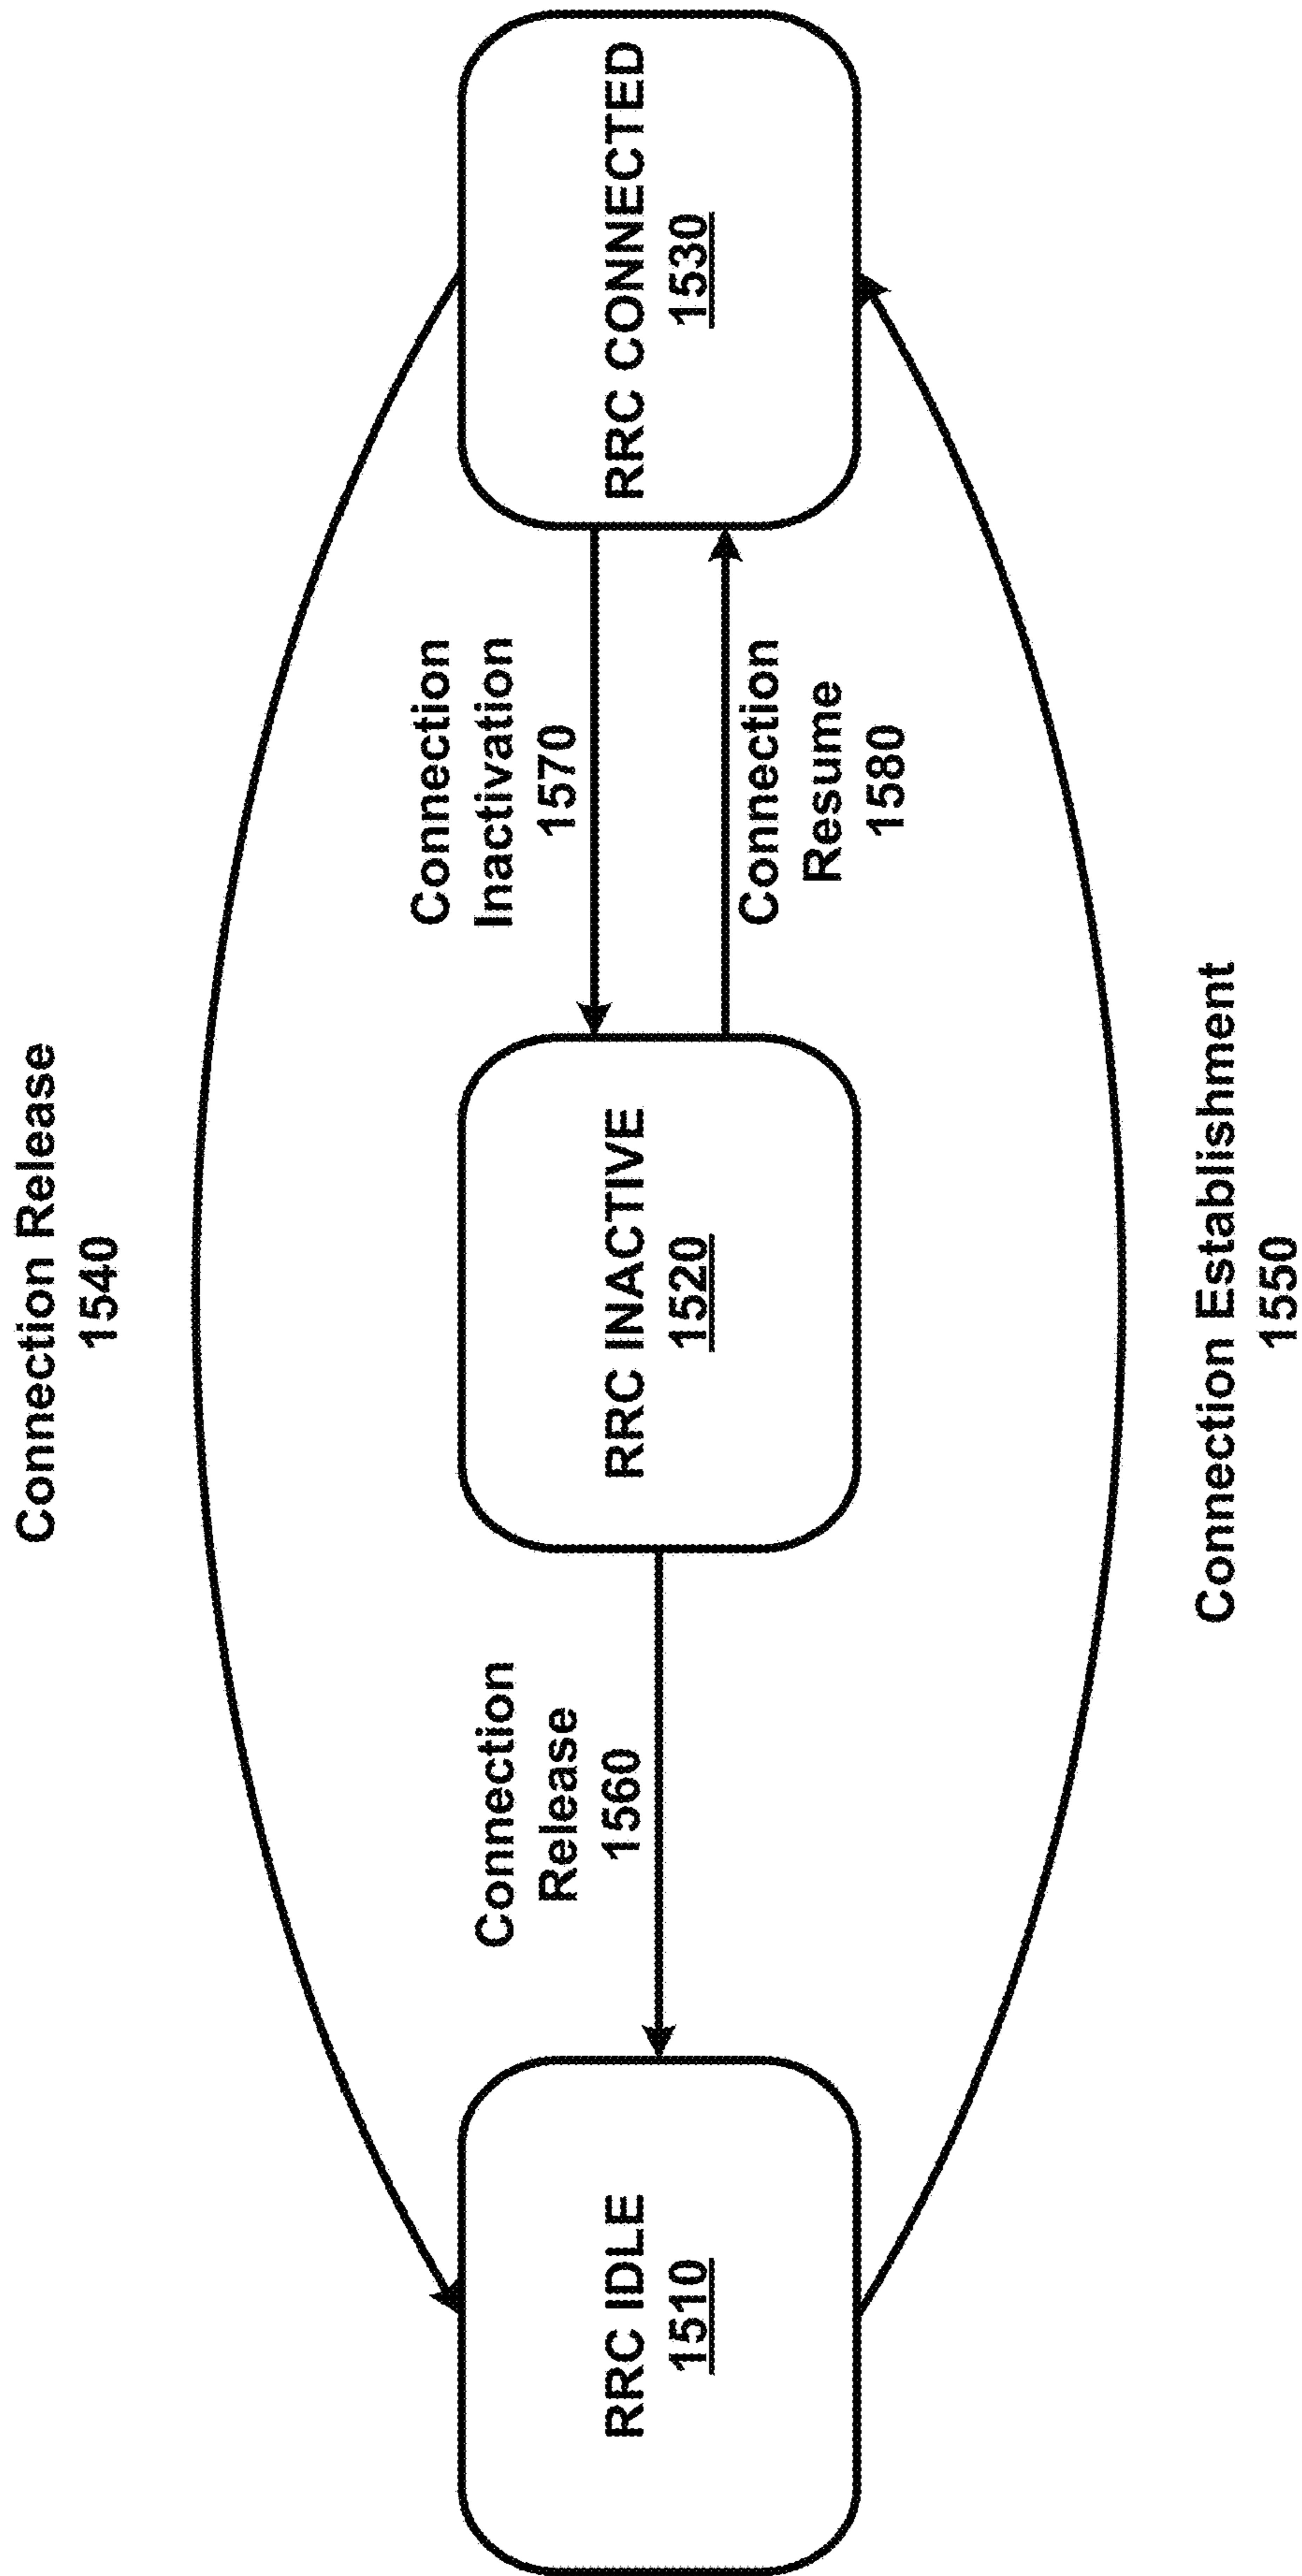 Connection Release
1540
RRC IDLE
1510
Connection
Release
1560
RRC INACTIVE
1520
Connection
Inactivation
1570
Connection
Resume
1580
RRC CONNECTED
1530
Connection Establishment
1550